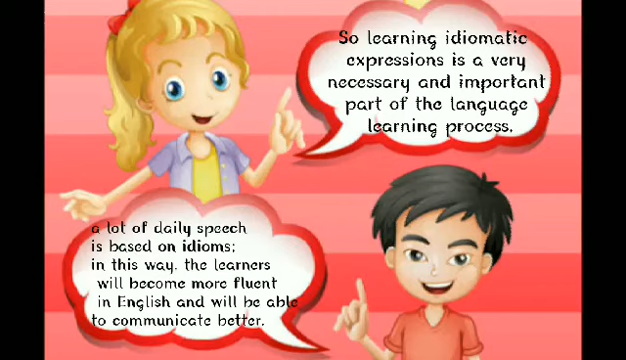 So learning idiomatic
expressions is a very
necessary and important
part of the language
learning process.
a lot of daily speech
is based on idioms;
in this way. the learners
will become more fluent
in English and will be able
to communicate better.